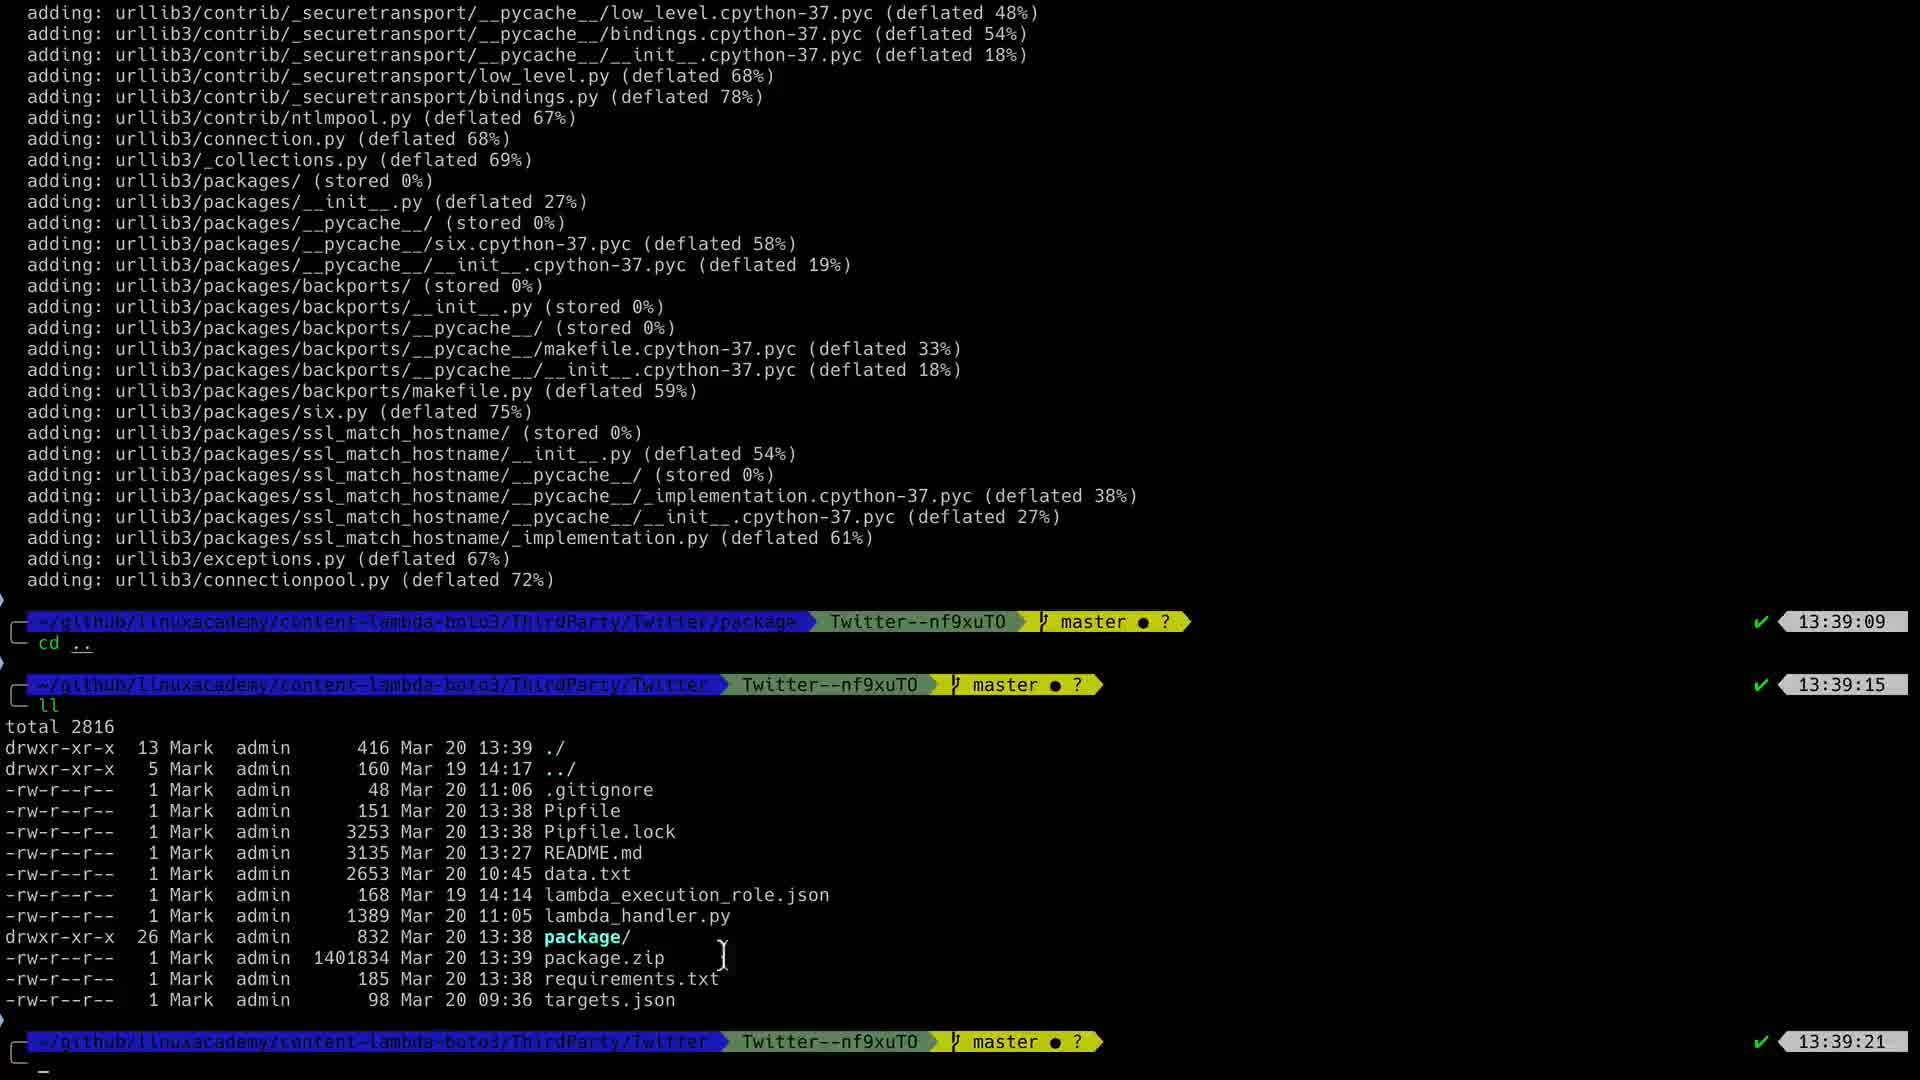 adding: urllib3/contrib/_securetransport/__pycache__/low_level.cpython-37.pyc (deflated 48%)
adding: urllib3/contrib/_securetransport/__pycache__/bindings.cpython-37.pyc (deflated 54%)
adding: urllib3/contrib/_securetransport/__pycache__/__init__.cpython-37.pyc (deflated 18%)
adding: urllib3/contrib/_securetransport/low_level.py (deflated 68%)
adding: urllib3/contrib/_securetransport/bindings.py (deflated 78%)
adding: urllib3/contrib/ntlmpool.py (deflated 67%)
adding: urllib3/connection.py (deflated 68%)
adding: urllib3/_collections.py (deflated 69%)
adding: urllib3/packages/ (stored 0%)
adding: urllib3/packages/__init__.py (deflated 27%)
adding: urllib3/packages/__pycache__/ (stored 0%)
adding: urllib3/packages/__pycache__/six.cpython-37.pyc (deflated 58%)
adding: urllib3/packages/__pycache__/__init__.cpython-37.pyc (deflated 19%)
adding: urllib3/packages/backports/ (stored 0%)
adding: urllib3/packages/backports/__init__.py (stored 0%)
adding: urllib3/packages/backports/__pycache__/ (stored 0%)
adding: urllib3/packages/backports/__pycache__/makefile.cpython-37.pyc (deflated 33%)
adding: urllib3/packages/backports/__pycache__/__init__.cpython-37.pyc (deflated 18%)
adding: urllib3/packages/backports/makefile.py (deflated 59%)
adding: urllib3/packages/six.py (deflated 75%)
adding: urllib3/packages/ssl_match_hostname/ (stored 0%)
adding: urllib3/packages/ssl_match_hostname/__init__.py (deflated 54%)
adding: urllib3/packages/ssl_match_hostname/__pycache__/ (stored 0%)
adding: urllib3/packages/ssl_match_hostname/__pycache__/_implementation.cpython-37.pyc (deflated 38%)
adding: urllib3/packages/ssl_match_hostname/__pycache__/__init__.cpython-37.pyc (deflated 27%)
adding: urllib3/packages/ssl_match_hostname/_implementation.py (deflated 61%)
adding: urllib3/exceptions.py (deflated 67%)
adding: urllib3/connectionpool.py (deflated 72%)
~/github/linuxacademy/content-lambda-boto3/ThirdParty/Twitter/package Twitter--nf9xuTO master ● ? ✔ 13:39:09
cd ..
~/github/linuxacademy/content-lambda-boto3/ThirdParty/Twitter Twitter--nf9xuTO master ● ? ✔ 13:39:15
ll
total 2816
drwxr-xr-x 13 Mark admin 416 Mar 20 13:39 ./
drwxr-xr-x 5 Mark admin 160 Mar 19 14:17 ../
-rw-r--r-- 1 Mark admin 48 Mar 20 11:06 .gitignore
-rw-r--r-- 1 Mark admin 151 Mar 20 13:38 Pipfile
-rw-r--r-- 1 Mark admin 3253 Mar 20 13:38 Pipfile.lock
-rw-r--r-- 1 Mark admin 3135 Mar 20 13:27 README.md
-rw-r--r-- 1 Mark admin 2653 Mar 20 10:45 data.txt
-rw-r--r-- 1 Mark admin 168 Mar 19 14:14 lambda_execution_role.json
-rw-r--r-- 1 Mark admin 1389 Mar 20 11:05 lambda_handler.py
drwxr-xr-x 26 Mark admin 832 Mar 20 13:38 package/
-rw-r--r-- 1 Mark admin 1401834 Mar 20 13:39 package.zip
-rw-r--r-- 1 Mark admin 185 Mar 20 13:38 requirements.txt
-rw-r--r-- 1 Mark admin 98 Mar 20 09:36 targets.json
~/github/linuxacademy/content-lambda-boto3/ThirdParty/Twitter Twitter--nf9xuTO master ● ? ✔ 13:39:21